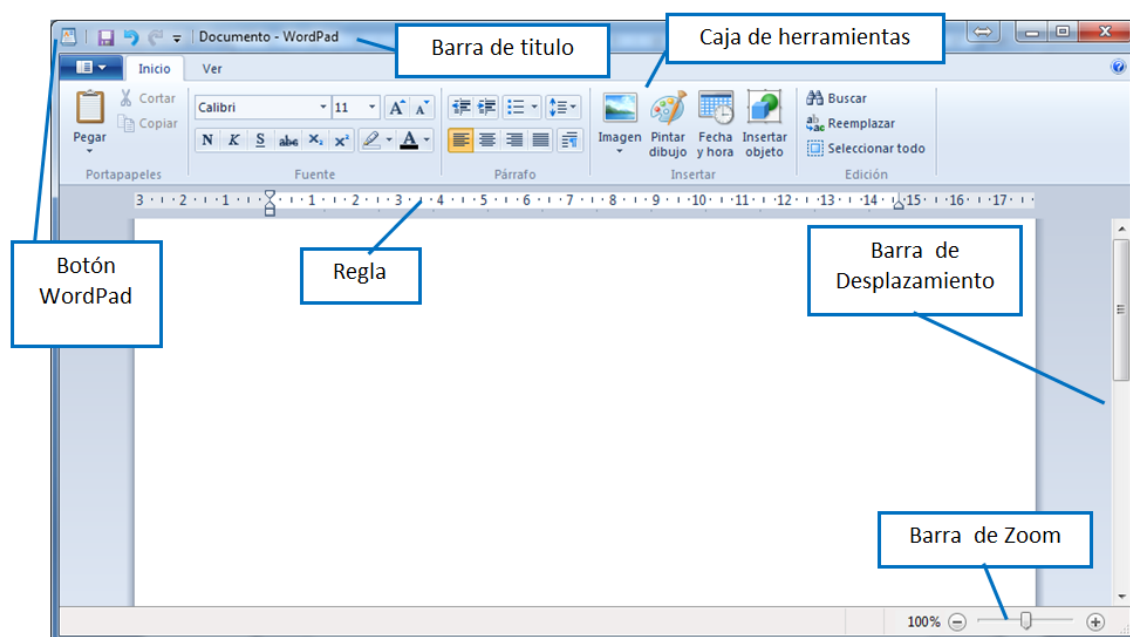 Documento - WordPad
Barra de titulo
Caja de herramientas
Inicio Ver
Pegar
Cortar
Copiar
Portapapeles
Calibri 11 A A
N K S abc X₂ x² A
Fuente
Párrafo
Imagen
Pintar dibujo
Fecha y hora
Insertar objeto
Insertar
Buscar
Reemplazar
Seleccionar todo
Edición
3 2 1 1 2 3 4 5 6 7 8 9 10 11 12 13 14 15 16 17
Botón
WordPad
Regla
Barra de
Desplazamiento
Barra de Zoom
100%